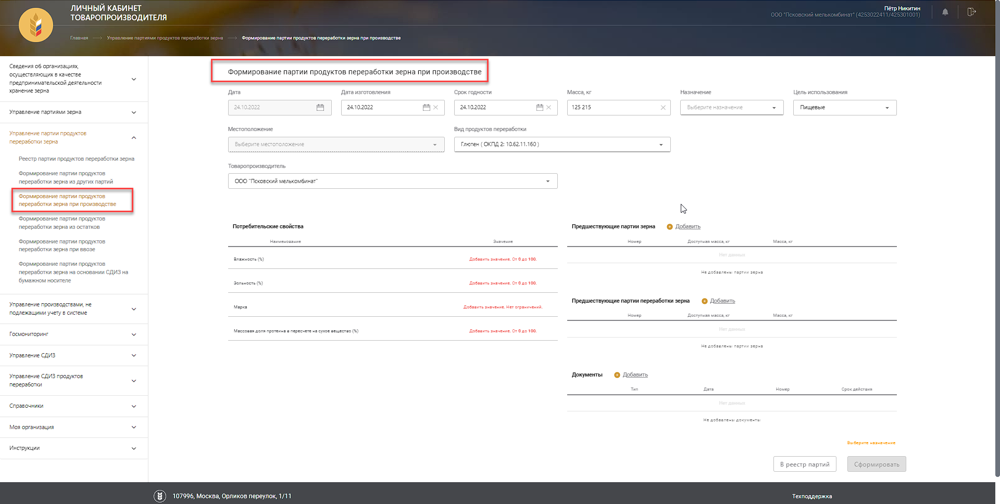 ЛИЧНЫЙ КАБИНЕТ
ТОВАРОПРОИЗВОДИТЕЛЯ
Пётр Никитин
ООО "Псковский мелькомбинат" (4253022411/425301001)
Главная
Управление партиями продуктов переработки зерна
Формирование партии продуктов переработки зерна при производстве
Сведения об организациях,
осуществляющих в качестве
предпринимательской деятельности
хранение зерна
Управление партиями зерна
Управление партии продуктов
переработки зерна
Реестр партии продуктов переработки зерна
Формирование партии продуктов
переработки зерна из других партий
Формирование партии продуктов
переработки зерна при производстве
Формирование партии продуктов
переработки зерна из остатков
Формирование партии продуктов
переработки зерна при ввозе
Формирование партии продуктов
переработки зерна на основании СДИЗ на
бумажном носителе
Управление производствами, не
подлежащими учету в системе
Госмониторинг
Управление СДИЗ
Управление СДИЗ продуктов
переработки
Справочники
Моя организация
Инструкции
Формирование партии продуктов переработки зерна при производстве
Дата
Дата изготовления
Срок годности
Масса, кг
Назначение
Цель использования
24.10.2022
24.10.2022
24.10.2022
125 215
Выберите назначение
Пищевые
Местоположение
Вид продуктов переработки
Выберите местоположение
Глютен ( ОКПД 2: 10.62.11.160 )
Товаропроизводитель
ООО "Псковский мелькомбинат"
Потребительские свойства
Наименование
Значение
Влажность (%)
Добавить значение. От 0 до 100.
Зольность (%)
Добавить значение. От 0 до 100.
Марка
Добавить значение. Нет ограничений.
Массовая доля протеина в пересчете на сухое вещество (%)
Добавить значение. От 0 до 100.
Предшествующие партии зерна
Добавить
Номер
Доступная масса, кг
Масса, кг
Нет данных
Не добавлены партии зерна
Предшествующие партии переработки зерна
Добавить
Номер
Доступная масса, кг
Масса, кг
Нет данных
Не добавлены партии зерна
Документы
Добавить
Тип
Дата
Номер
Срок действия
Нет данных
Не добавлены документы
Выберите назначение
В реестр партий
Сформировать
107996, Москва, Орликов переулок, 1/11
Техподдержка